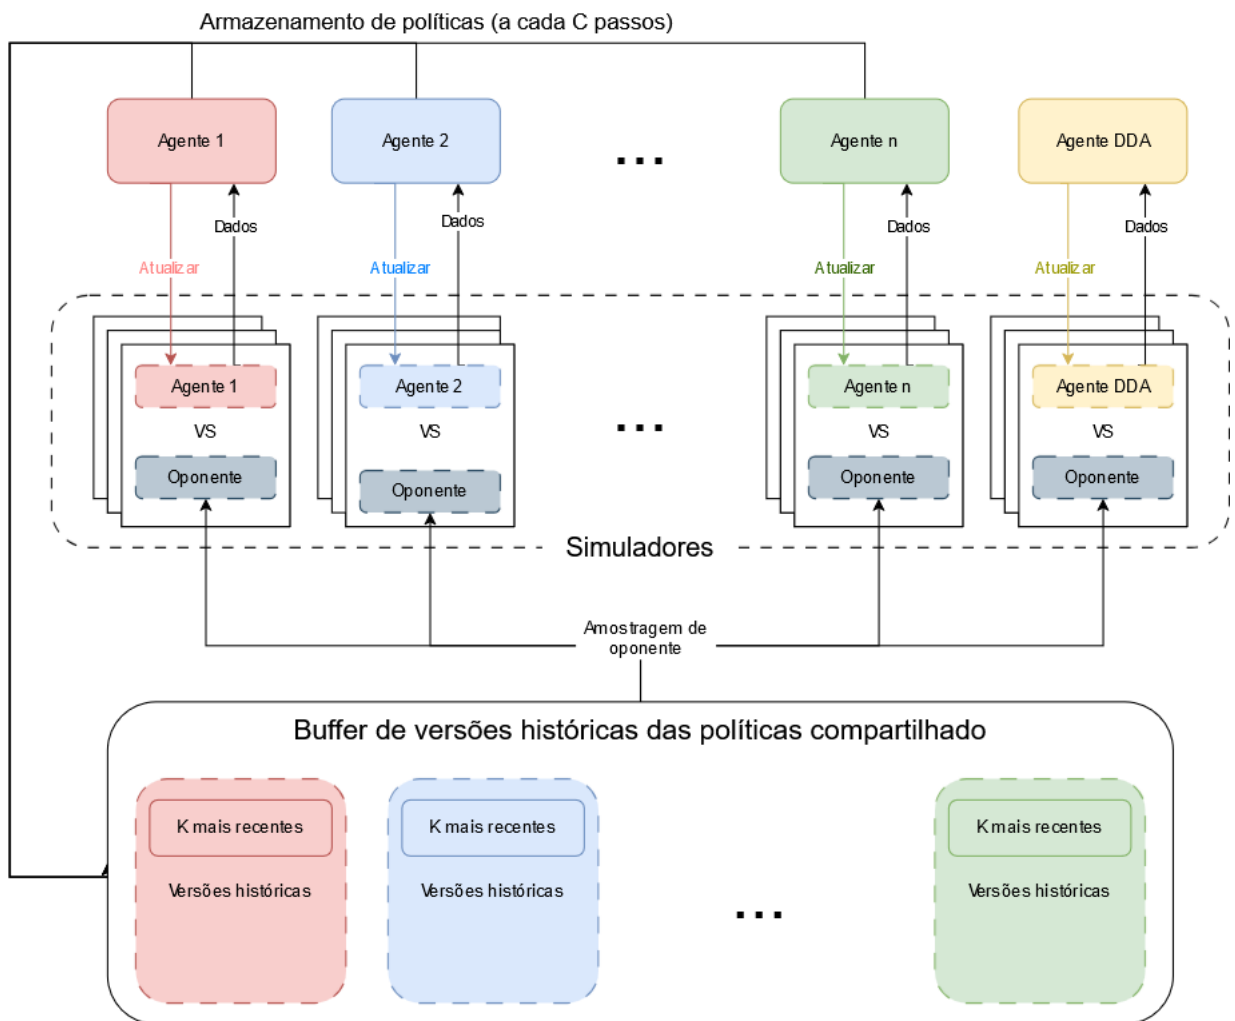 Armazenamento de políticas (a cada C passos)
Agente 1
Agente 2
...
Agente n
Agente DDA
Dados
Dados
Dados
Dados
Atualizar
Atualizar
Atualizar
Atualizar
Agente 1
Agente 2
Agente n
Agente DDA
VS
VS
...
VS
VS
Oponente
Oponente
Oponente
Oponente
Simuladores
Amostragem de
oponente
Buffer de versões históricas das políticas compartilhado
K mais recentes
K mais recentes
K mais recentes
Versões históricas
Versões históricas
...
Versões históricas